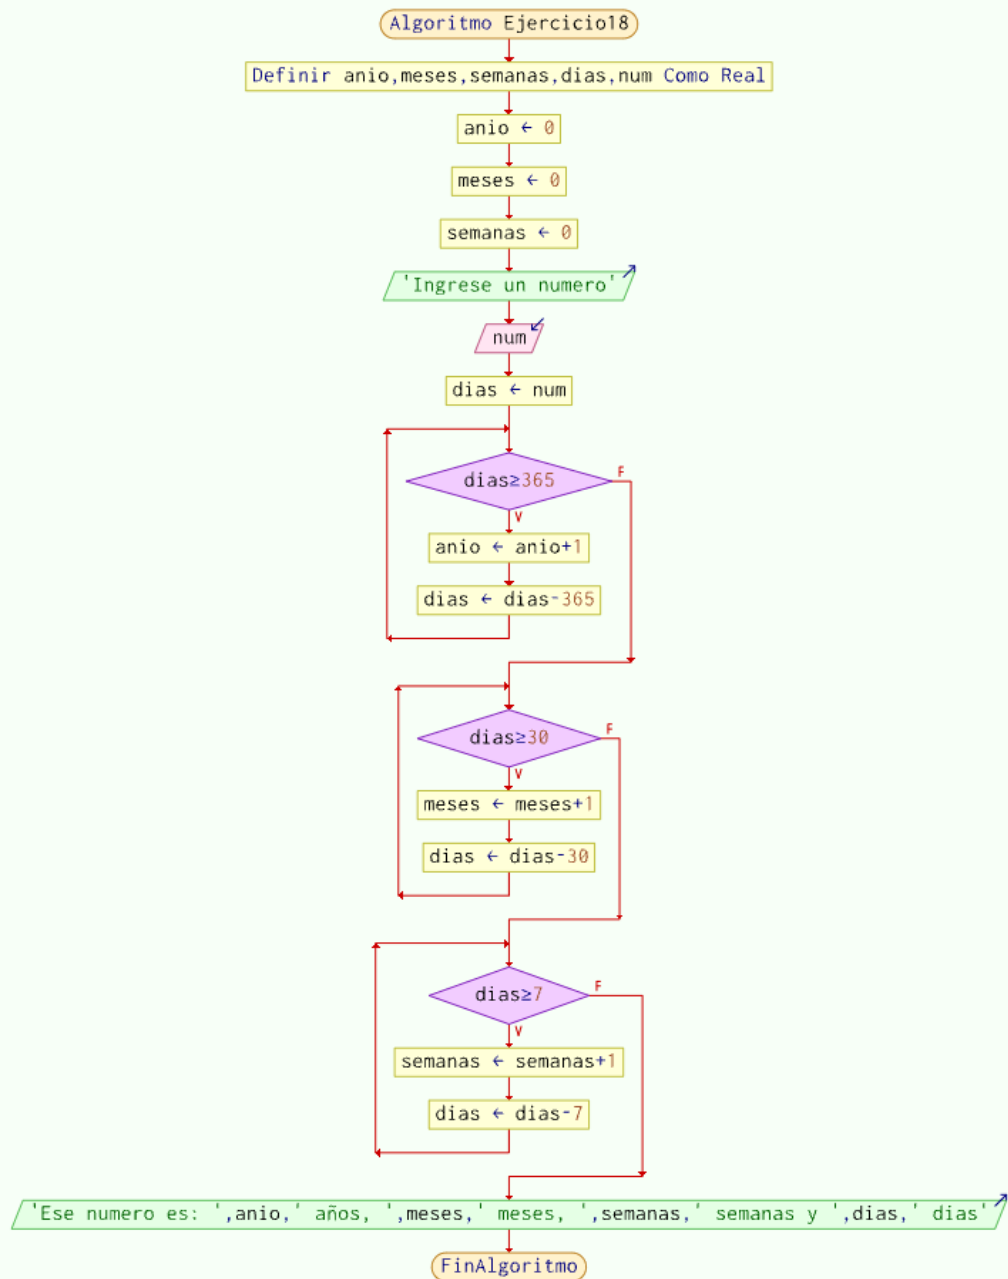 Algoritmo Ejercicio18
Definir anio,meses,semanas,dias,num Como Real
anio ← 0
meses ← 0
semanas ← 0
'Ingrese un numero'
num
dias ← num
dias≥365
F
V
anio ← anio+1
dias ← dias-365
dias≥30
F
V
meses ← meses+1
dias ← dias-30
dias≥7
F
V
semanas ← semanas+1
dias ← dias-7
'Ese numero es: ',anio,' años, ',meses,' meses, ',semanas,' semanas y ',dias,' dias'
FinAlgoritmo